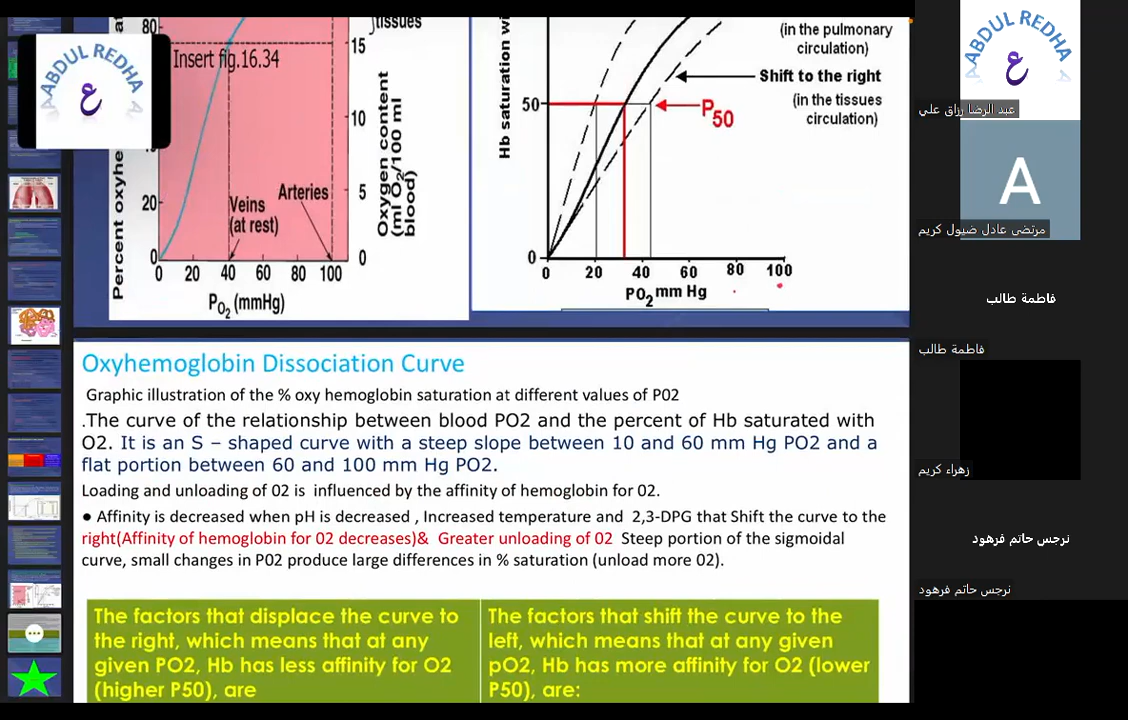 80
Percent oxyhe
Insert fig.16.34
20
0
Veins
(at rest)
Arteries
0 20 40 60 80 100
PO2 (mmHg)
tissues
15
10
5
0
Oxygen content
(ml O2/100 ml
blood)
Hb saturation
50
0
0 20 40 60 80 100
PO2 mm Hg
(in the pulmonary
circulation)
Shift to the right
(in the tissues
circulation)
P50
ABDUL REDHA
ع
Oxyhemoglobin Dissociation Curve
Graphic illustration of the % oxy hemoglobin saturation at different values of P02
.The curve of the relationship between blood PO2 and the percent of Hb saturated with
O2. It is an S – shaped curve with a steep slope between 10 and 60 mm Hg PO2 and a
flat portion between 60 and 100 mm Hg PO2.
Loading and unloading of 02 is influenced by the affinity of hemoglobin for 02.
● Affinity is decreased when pH is decreased , Increased temperature and 2,3-DPG that Shift the curve to the
right(Affinity of hemoglobin for 02 decreases)& Greater unloading of 02 Steep portion of the sigmoidal
curve, small changes in P02 produce large differences in % saturation (unload more 02).
The factors that displace the curve to
the right, which means that at any
given PO2, Hb has less affinity for O2
(higher P50), are
The factors that shift the curve to the
left, which means that at any given
pO2, Hb has more affinity for O2 (lower
P50), are:
ABDUL REDHA
ع
عبد الرضا رزاق علي
A
مرتضى عادل ضيول كريم
فاطمة طالب
فاطمة طالب
زهراء كريم
نرجس حاتم فرهود
نرجس حاتم فرهود